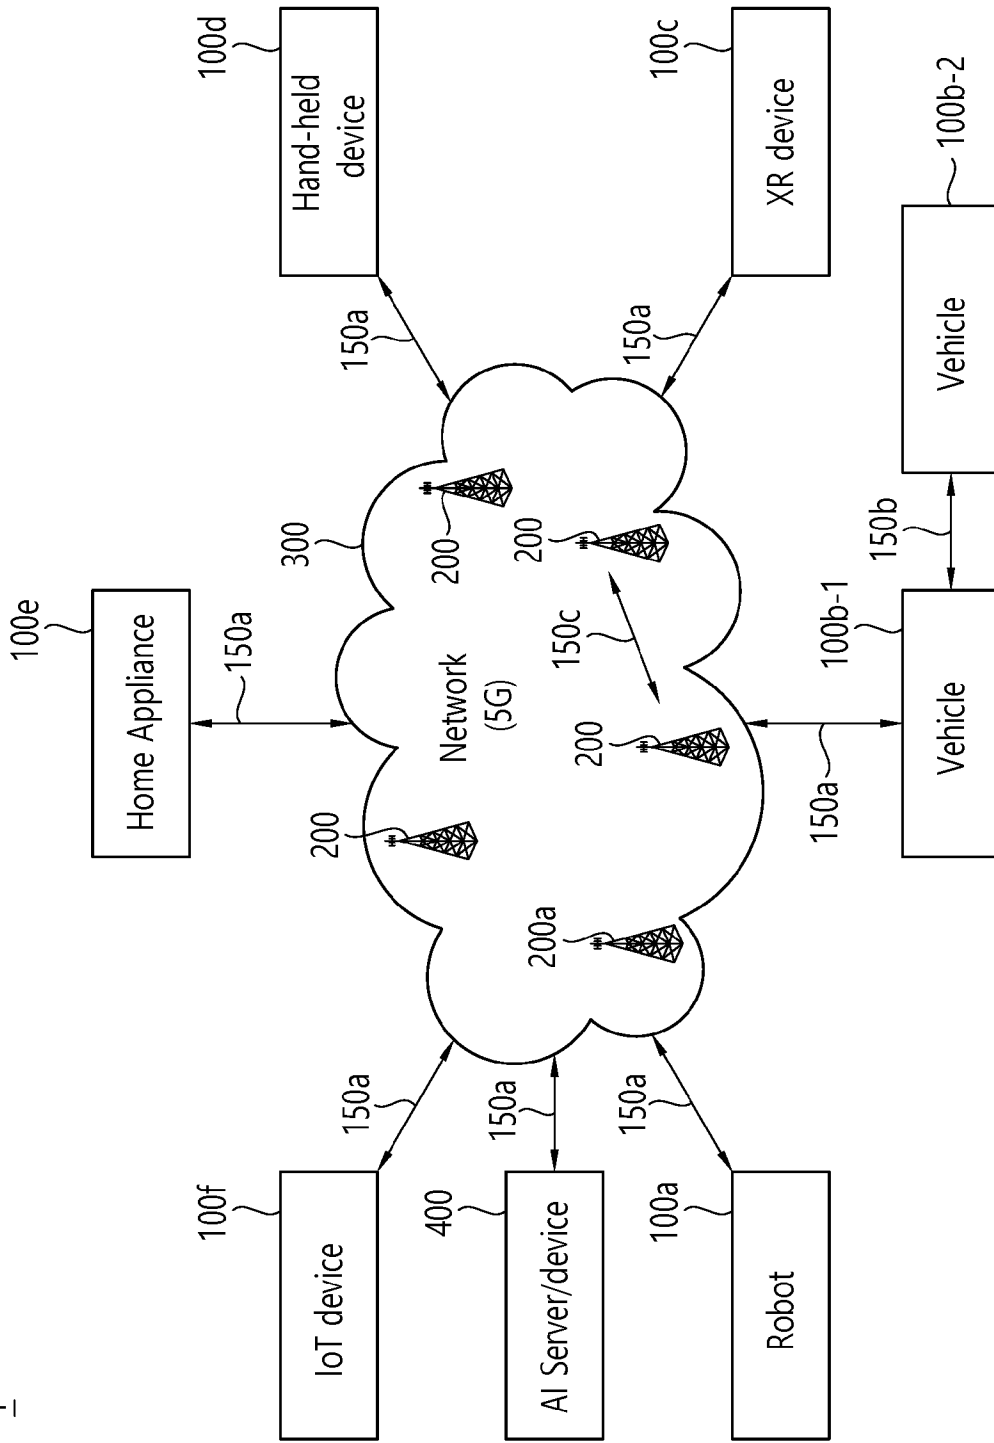 100e
Home Appliance
100f
150a
100d
300
IoT device
200
Hand-held
device
150a
150a
400
Network
(5G)
200
AI Server/device
150a
200a
200
150c
200
150a
150a
100a
100c
Robot
XR device
150a
100b-1
150b
100b-2
Vehicle
Vehicle